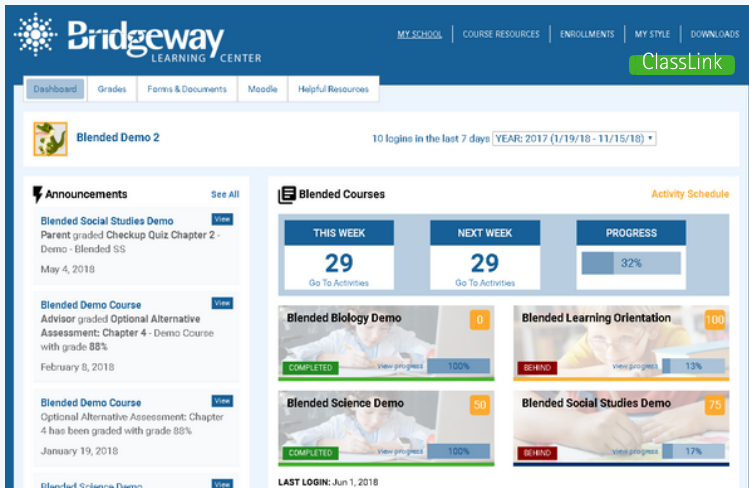 Bridgeway
LEARNING CENTER
MY SCHOOL COURSE RESOURCES ENROLLMENTS MY STYLE DOWNLOADS
ClassLink
Dashboard Grades Forms & Documents Moodle Helpful Resources
Blended Demo 2
10 logins in the last 7 days YEAR: 2017 (1/19/18 - 11/15/18)
Announcements See All
Blended Social Studies Demo View
Parent graded Checkup Quiz Chapter 2 -
Demo - Blended SS
May 4, 2018
Blended Demo Course View
Advisor graded Optional Alternative
Assessment: Chapter 4 - Demo Course
with grade 88%
February 8, 2018
Blended Demo Course View
Optional Alternative Assessment: Chapter
4 has been graded with grade 88%
January 19, 2018
Blended Science Demo View
Blended Courses Activity Schedule
THIS WEEK NEXT WEEK PROGRESS
29 29 32%
Go To Activities Go To Activities
Blended Biology Demo 0
COMPLETED view progress 100%
Blended Learning Orientation 100
BEHIND view progress 13%
Blended Science Demo 50
COMPLETED view progress 100%
Blended Social Studies Demo 75
BEHIND view progress 17%
LAST LOGIN: Jun 1, 2018